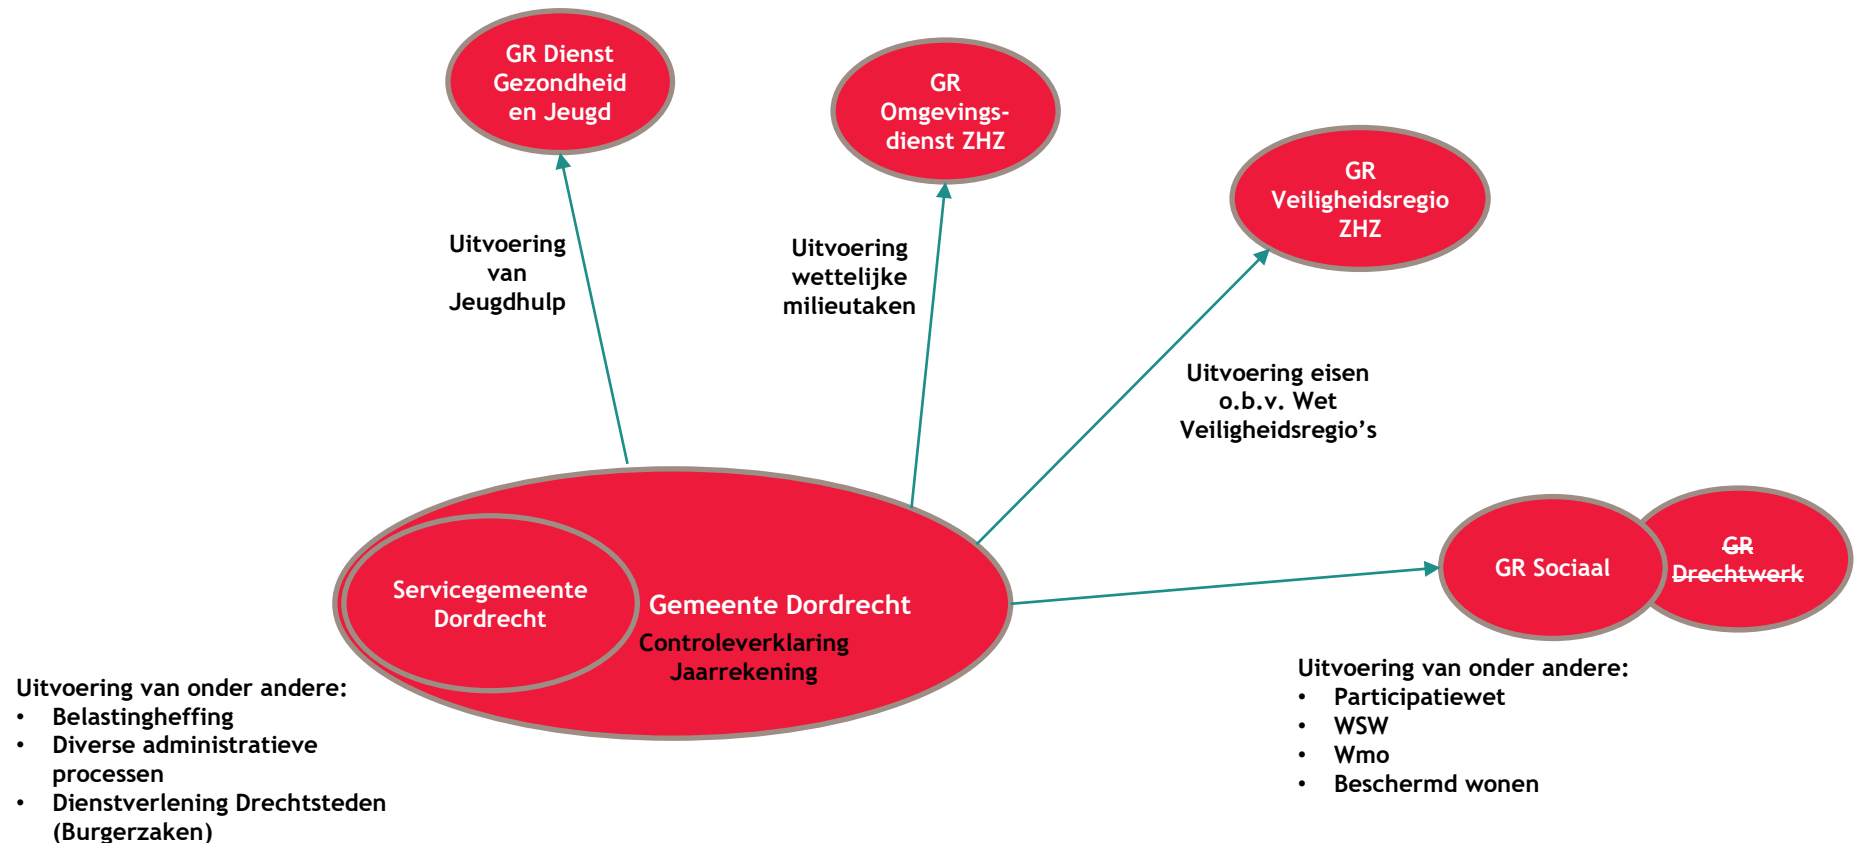 GR Dienst
Gezondheid
en Jeugd
GR
Omgevings-
dienst ZHZ
GR
Veiligheidsregio
ZHZ
Uitvoering
van
Jeugdhulp
Uitvoering
wettelijke
milieutaken
Uitvoering eisen
o.b.v. Wet
Veiligheidsregio’s
GR Sociaal
GR
Drechtwerk
Servicegemeente
Dordrecht
Gemeente Dordrecht
Controleverklaring
Jaarrekening
Uitvoering van onder andere:
• Belastingheffing
• Diverse administratieve
processen
• Dienstverlening Drechtsteden
(Burgerzaken)
Uitvoering van onder andere:
• Participatiewet
• WSW
• Wmo
• Beschermd wonen